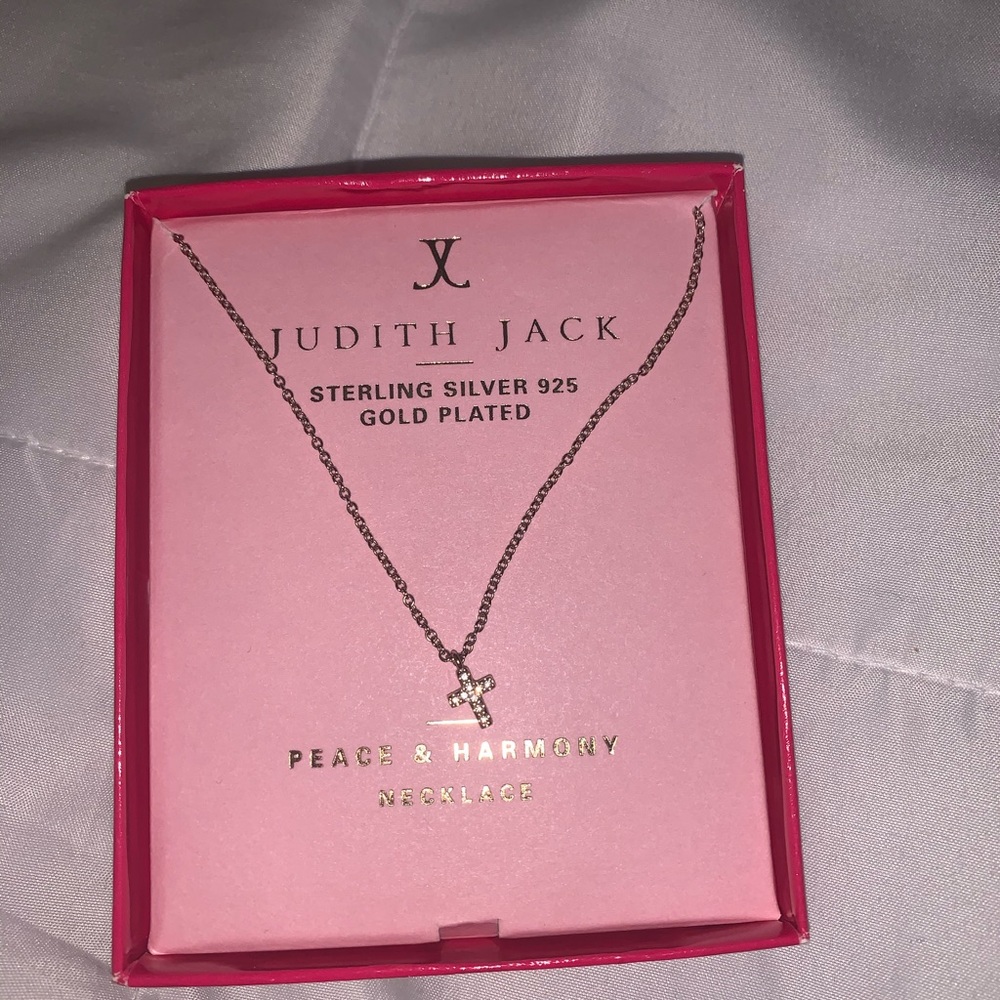 JJ
JUDITH JACK
STERLING SILVER 925
GOLD PLATED
PEACE & HARMONY
NECKLACE